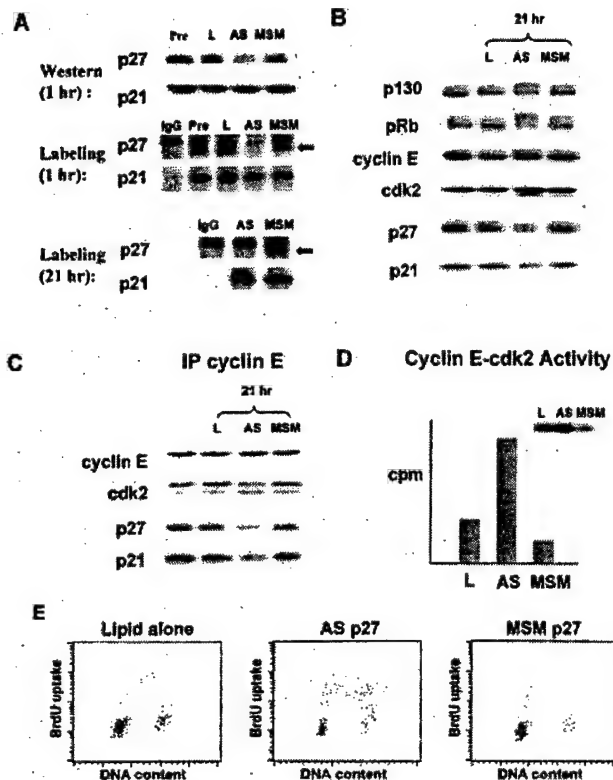 A
Pre L AS MSM
Western (1 hr) :
p27
p21
IgG Pre L AS MSM
Labeling (1 hr):
p27
p21
IgG AS MSM
Labeling (21 hr):
p27
p21
B
21 hr
L AS MSM
p130
pRb
cyclin E
cdk2
p27
p21
C
IP cyclin E
21 hr
L AS MSM
cyclin E
cdk2
p27
p21
D
Cyclin E-cdk2 Activity
L AS MSM
cpm
L AS MSM
E
Lipid alone
AS p27
MSM p27
BrdU uptake
BrdU uptake
BrdU uptake
DNA content
DNA content
DNA content